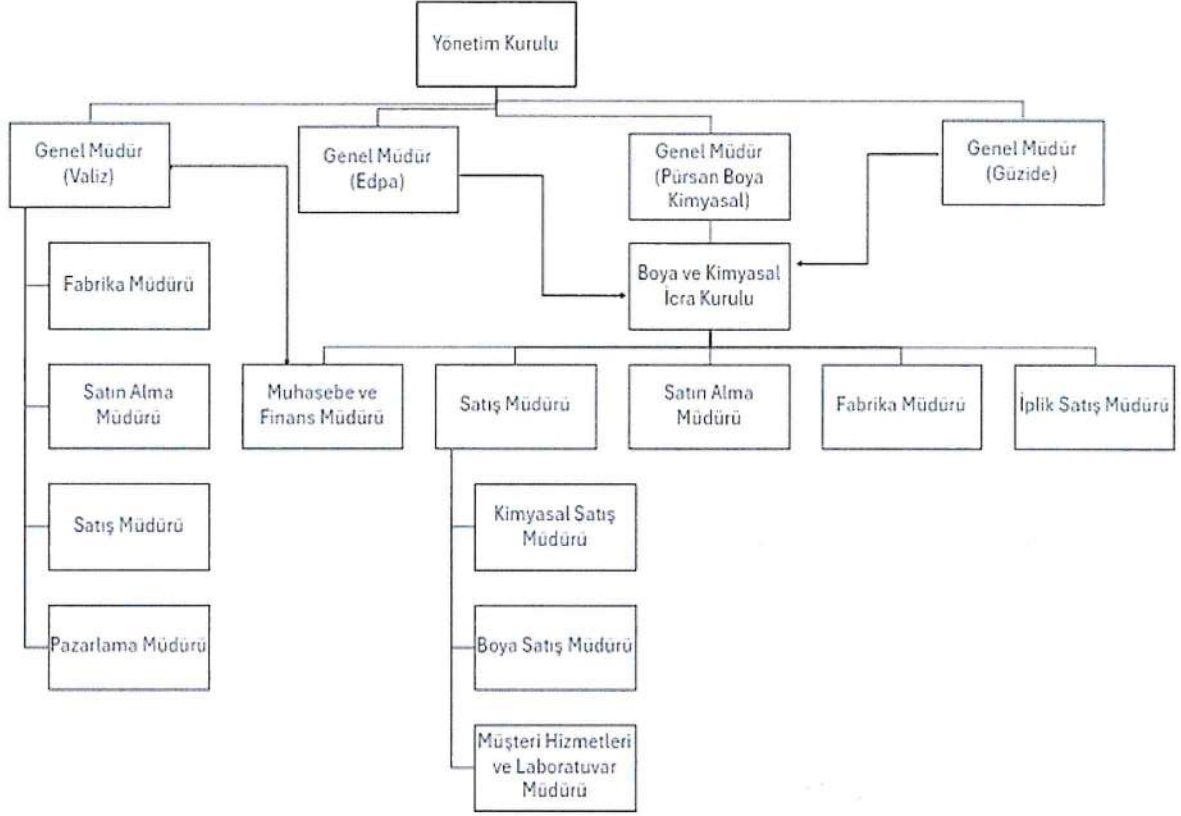 Yönetim Kurulu
Genel Müdür
(Valiz)
Genel Müdür
(Edpa)
Genel Müdür
(Pürsan Boya
Kimyasal)
Genel Müdür
(Güzide)
Fabrika Müdürü
Boya ve Kimyasal
İcra Kurulu
Satın Alma
Müdürü
Muhasebe ve
Finans Müdürü
Satış Müdürü
Satın Alma
Müdürü
Fabrika Müdürü
İplik Satış Müdürü
Satış Müdürü
Kimyasal Satış
Müdürü
Pazarlama Müdürü
Boya Satış Müdürü
Müşteri Hizmetleri
ve Laboratuvar
Müdürü